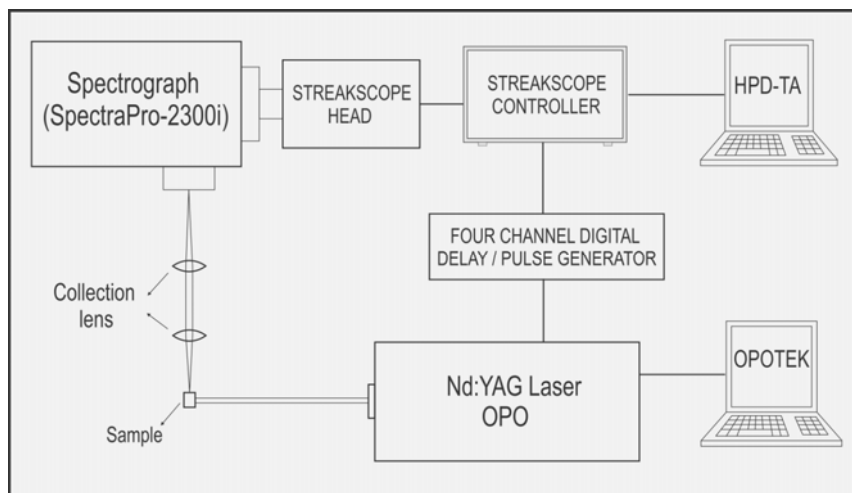 Spectrograph
(SpectraPro-2300i)
STREAKSCOPE
HEAD
STREAKSCOPE
CONTROLLER
HPD-TA
FOUR CHANNEL DIGITAL
DELAY / PULSE GENERATOR
Collection
lens
Nd:YAG Laser
OPO
OPOTEK
Sample